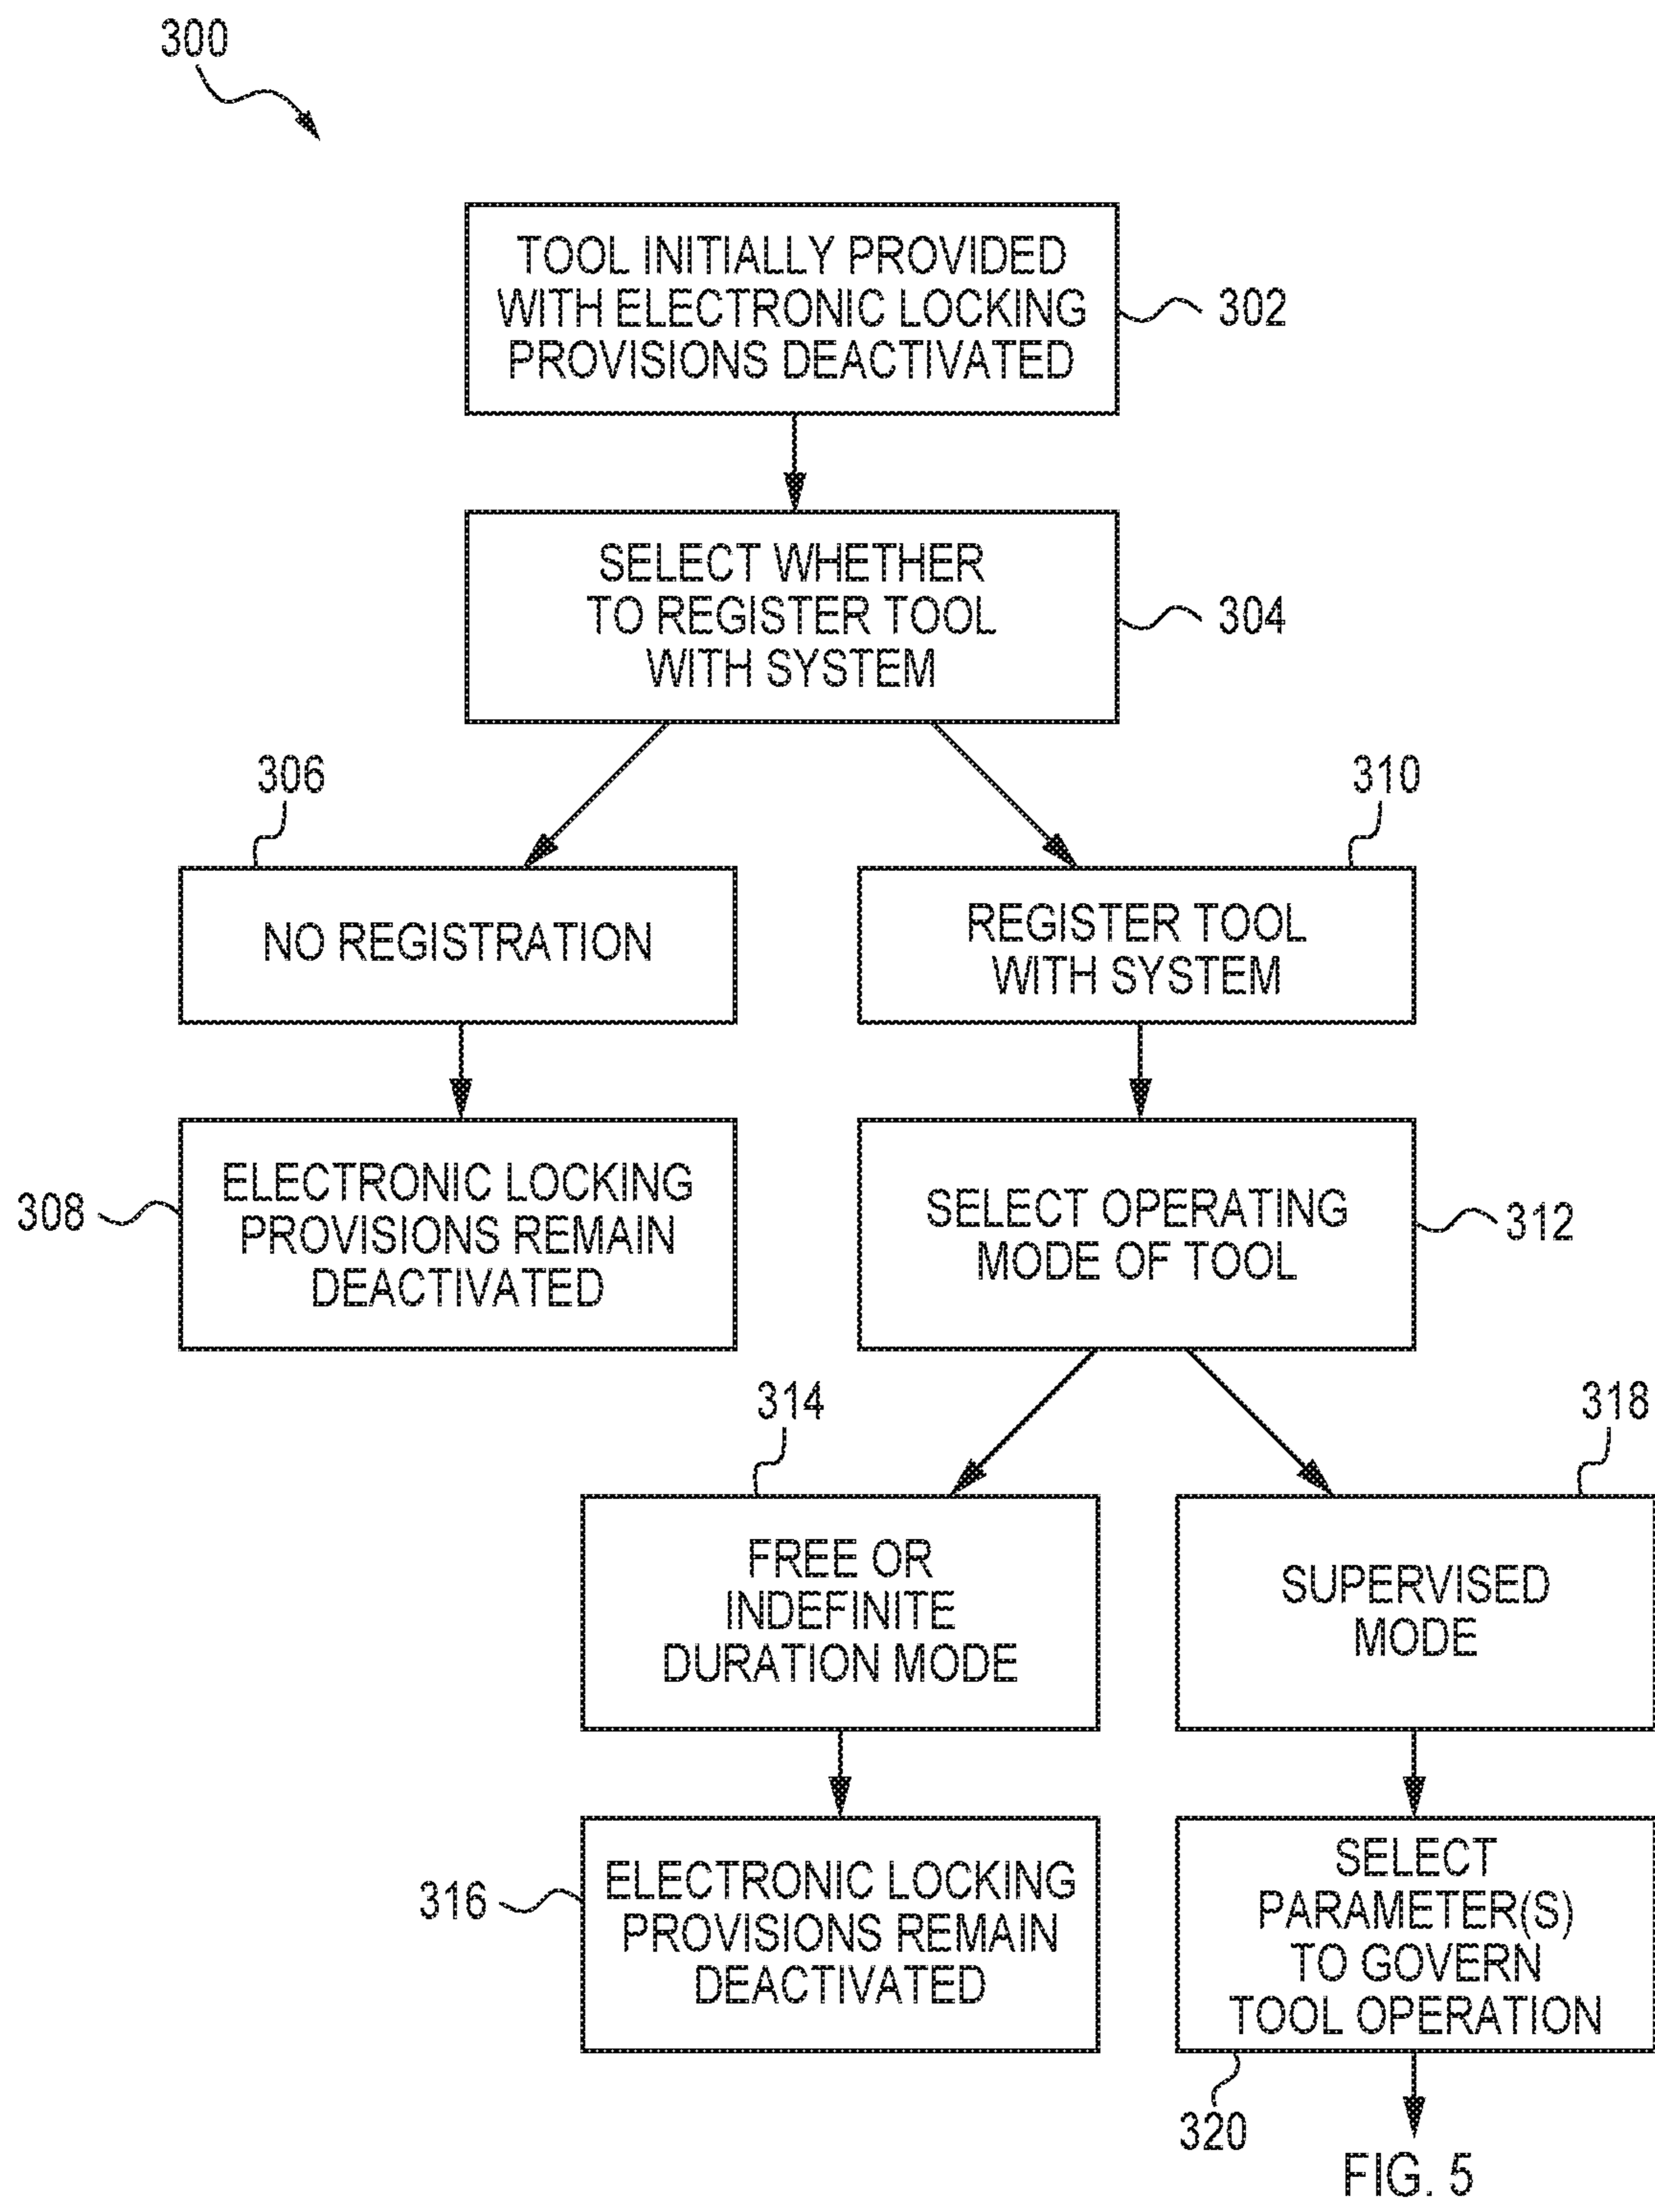 300
TOOL INITIALLY PROVIDED
WITH ELECTRONIC LOCKING
PROVISIONS DEACTIVATED
302
SELECT WHETHER
TO REGISTER TOOL
WITH SYSTEM
304
306
310
NO REGISTRATION
REGISTER TOOL
WITH SYSTEM
308
ELECTRONIC LOCKING
PROVISIONS REMAIN
DEACTIVATED
SELECT OPERATING
MODE OF TOOL
312
314
318
FREE OR
INDEFINITE
DURATION MODE
SUPERVISED
MODE
316
ELECTRONIC LOCKING
PROVISIONS REMAIN
DEACTIVATED
SELECT
PARAMETER(S)
TO GOVERN
TOOL OPERATION
320
FIG. 5